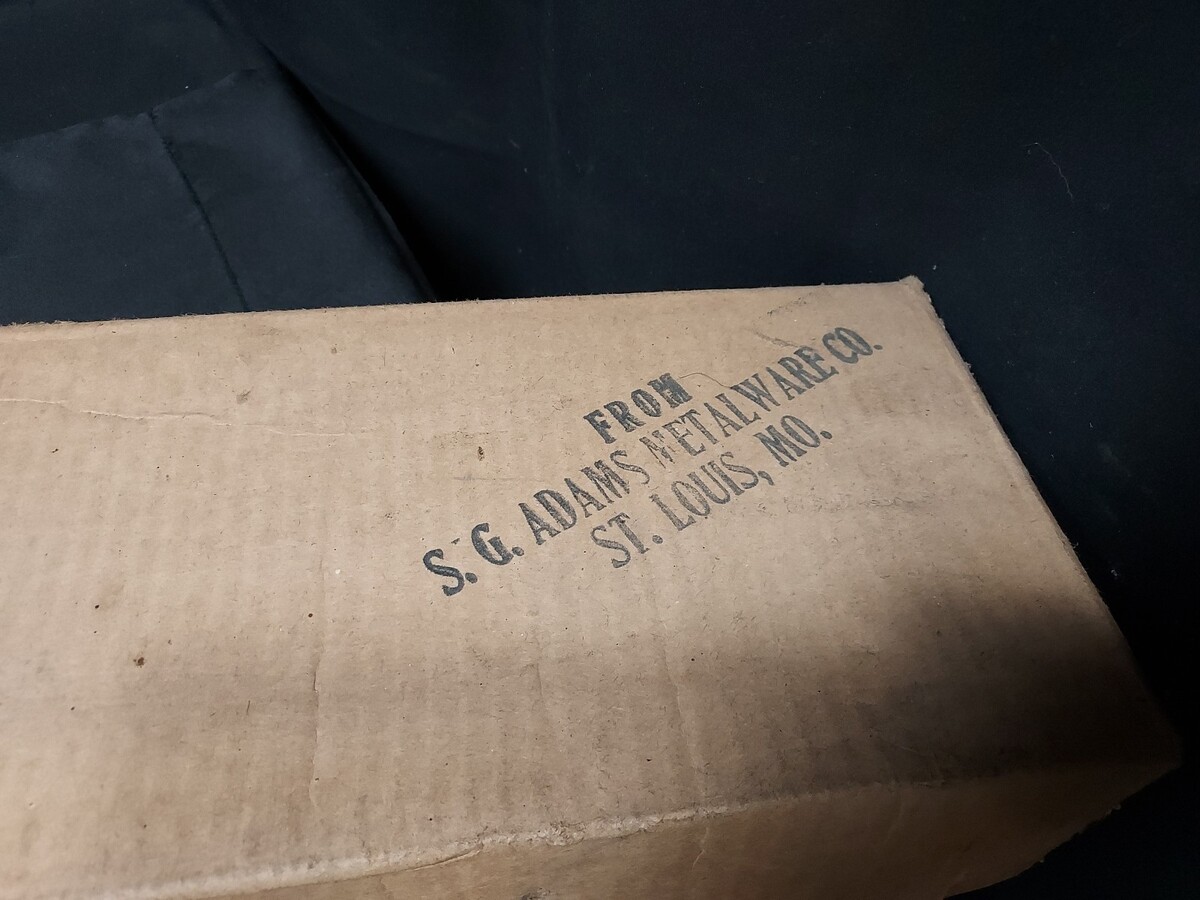 FROM
S. G. ADAMS METALWARE CO.
ST. LOUIS, MO.